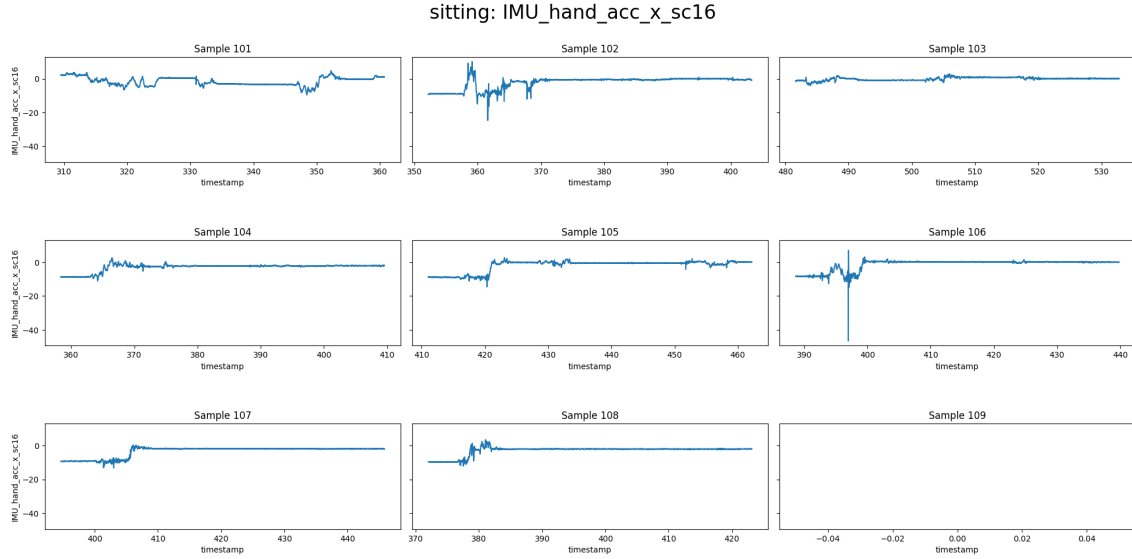 sitting: IMU_hand_acc_x_sc16
Sample 101
Sample 102
Sample 103
IMU_hand_acc_x_sc16
0
−20
−40
310 320 330 340 350 360
350 360 370 380 390 400
480 490 500 510 520 530
timestamp
timestamp
timestamp
Sample 104
Sample 105
Sample 106
IMU_hand_acc_x_sc16
0
−20
−40
360 370 380 390 400 410
410 420 430 440 450 460
390 400 410 420 430 440
timestamp
timestamp
timestamp
Sample 107
Sample 108
Sample 109
IMU_hand_acc_x_sc16
0
−20
−40
400 410 420 430 440
370 380 390 400 410 420
−0.04 −0.02 0.00 0.02 0.04
timestamp
timestamp
timestamp